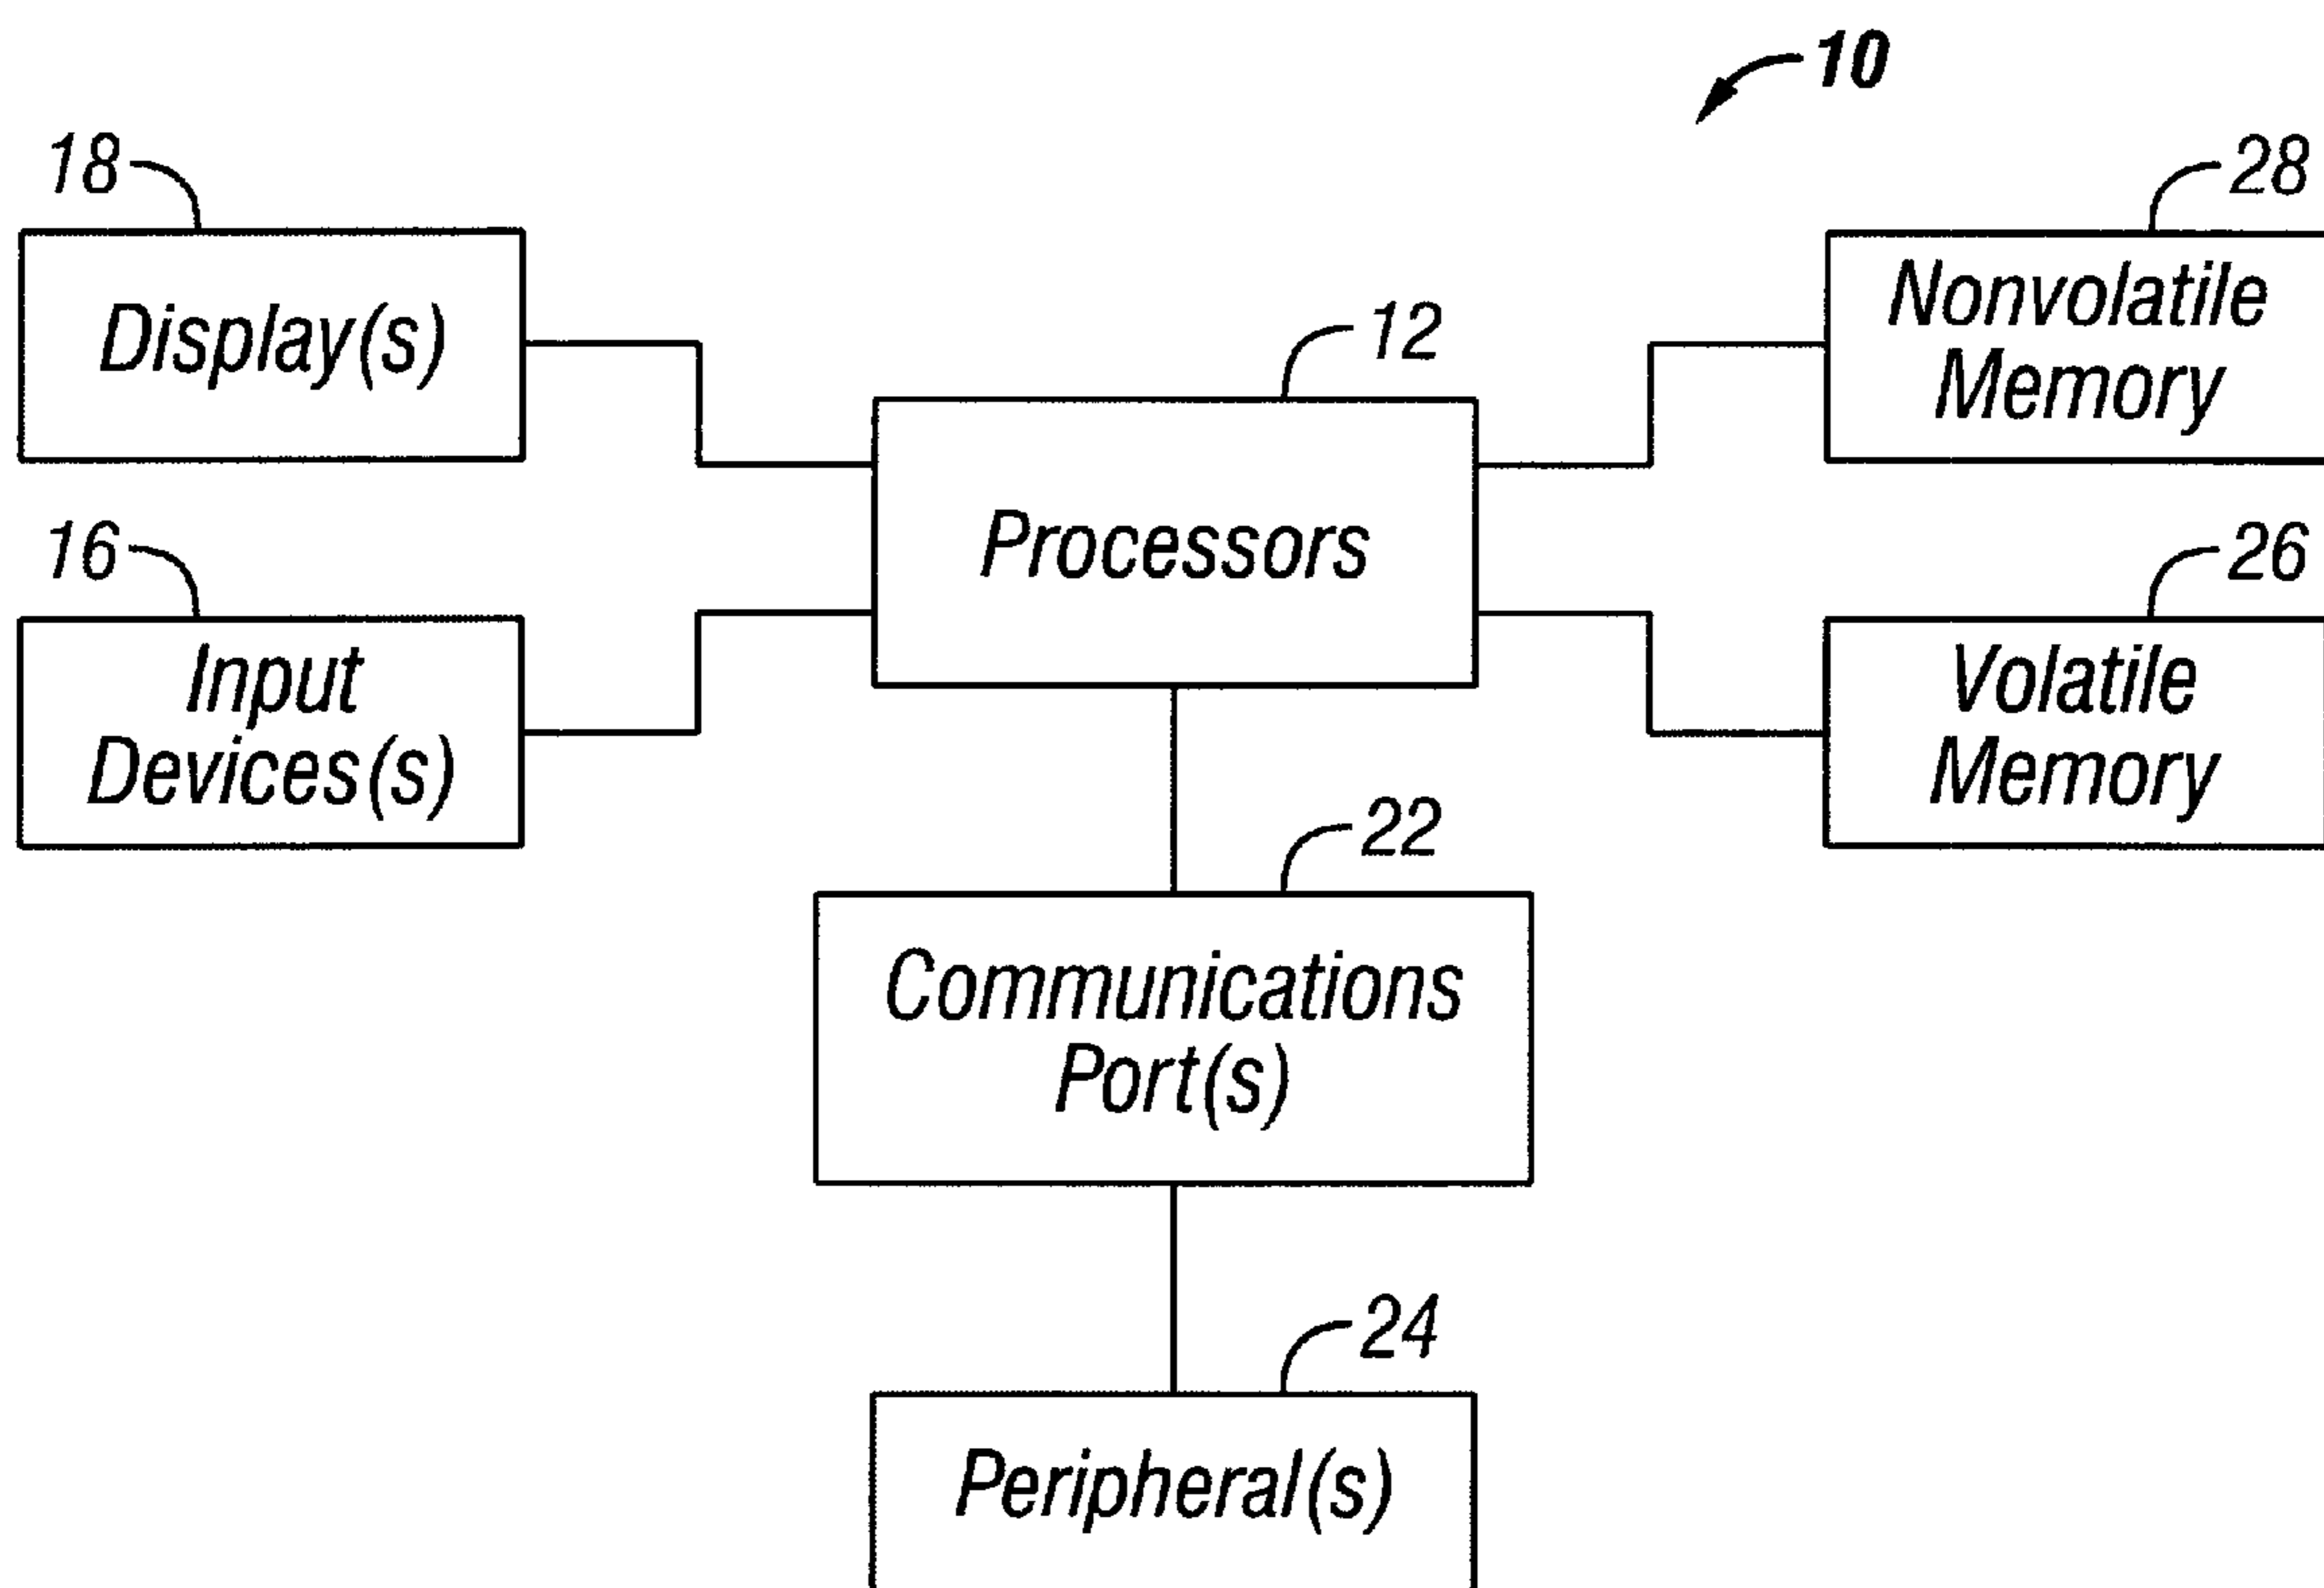 10
18
28
Display(s)
Nonvolatile
Memory
12
Processors
16
26
Input
Devices(s)
Volatile
Memory
22
Communications
Port(s)
24
Peripheral(s)